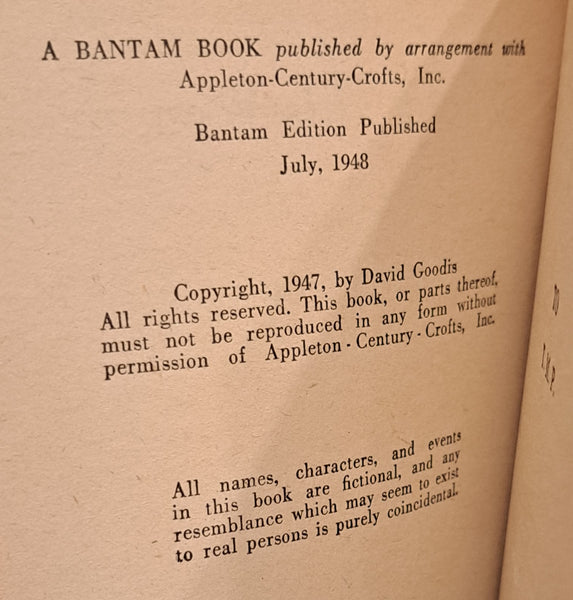 A BANTAM BOOK published by arrangement with
Appleton-Century-Crofts, Inc.
Bantam Edition Published
July, 1948
Copyright, 1947, by David Goodis
All rights reserved. This book, or parts thereof,
must not be reproduced in any form without
permission of Appleton - Century - Crofts, Inc.
All names, characters, and events
in this book are fictional, and any
resemblance which may seem to exist
to real persons is purely coincidental.